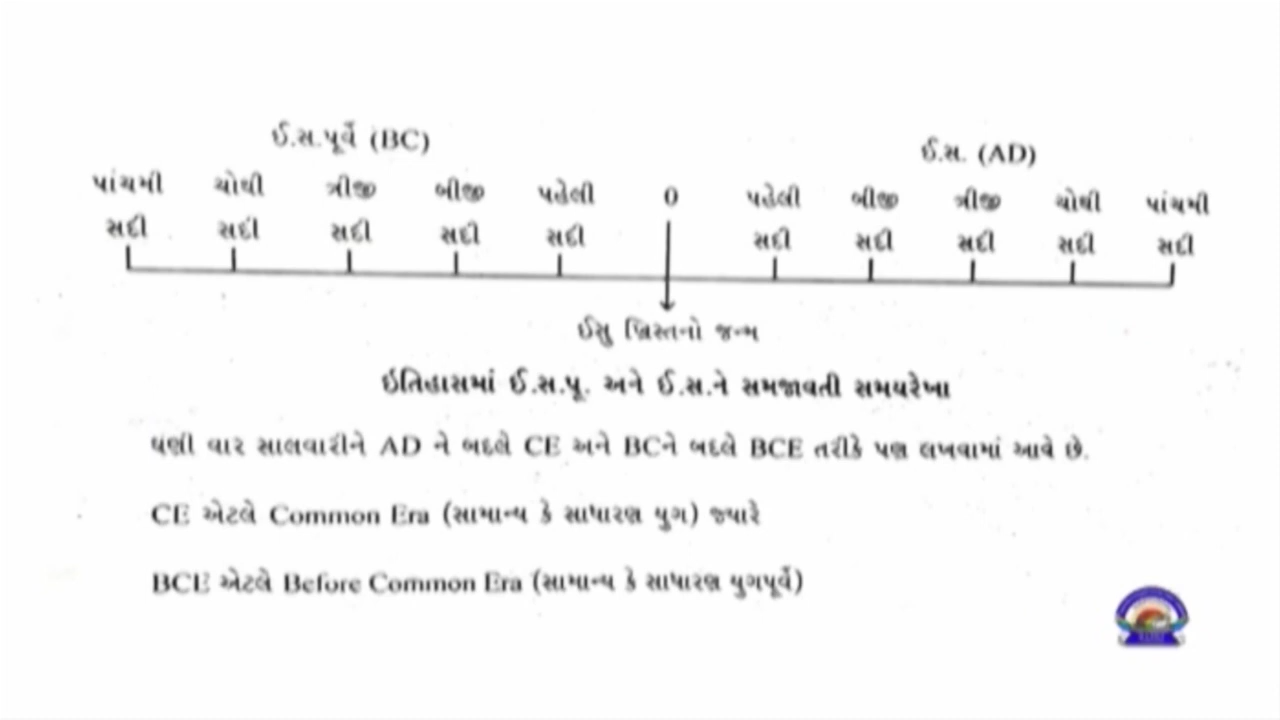 ઈ.સ.પૂર્વે (BC) ઈ.સ. (AD)
પાંચમી ચોથી ત્રીજી બીજી પહેલી 0 પહેલી બીજી ત્રીજી ચોથી પાંચમી
સદી સદી સદી સદી સદી સદી સદી સદી સદી સદી
ઈસુ ખ્રિસ્તનો જન્મ
ઇતિહાસમાં ઈ.સ.પૂ. અને ઈ.સ.ને સમજાવતી સમયરેખા
ઘણી વાર સાલવારીને AD ને બદલે CE અને BCને બદલે BCE તરીકે પણ લખવામાં આવે છે.
CE એટલે Common Era (સામાન્ય કે સાધારણ યુગ) જ્યારે
BCE એટલે Before Common Era (સામાન્ય કે સાધારણ યુગપૂર્વે)